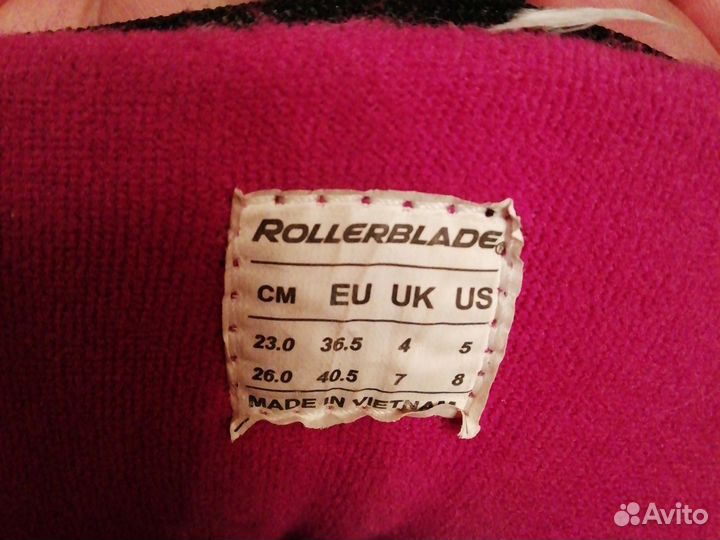 ROLLERBLADE®
CM EU UK US
23.0 36.5 4 5
26.0 40.5 7 8
MADE IN VIETNAM
Avito